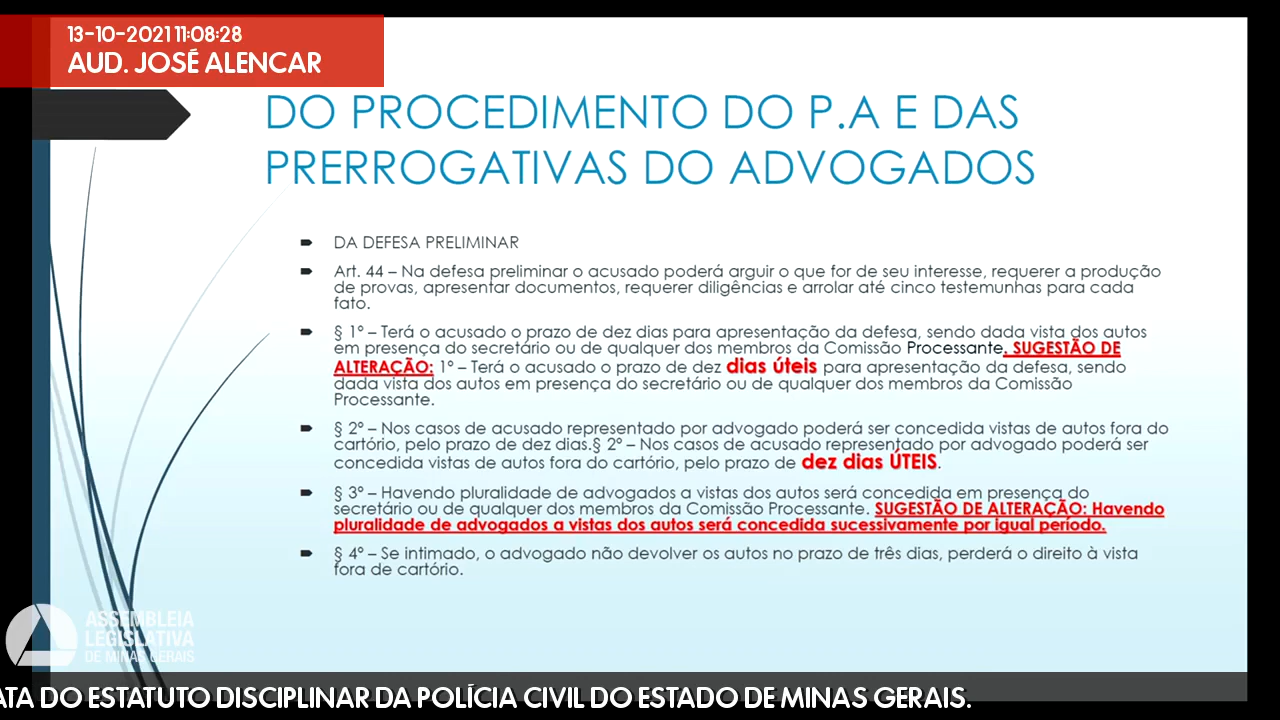 13-10-2021 11:08:28
AUD. JOSÉ ALENCAR
DO PROCEDIMENTO DO P.A E DAS
PRERROGATIVAS DO ADVOGADOS
DA DEFESA PRELIMINAR
Art. 44 – Na defesa preliminar o acusado poderá arguir o que for de seu interesse, requerer a produção
de provas, apresentar documentos, requerer diligências e arrolar até cinco testemunhas para cada
fato.
§ 1º – Terá o acusado o prazo de dez dias para apresentação da defesa, sendo dada vista dos autos
em presença do secretário ou de qualquer dos membros da Comissão Processante. SUGESTÃO DE
ALTERAÇÃO: 1º – Terá o acusado o prazo de dez dias úteis para apresentação da defesa, sendo
dada vista dos autos em presença do secretário ou de qualquer dos membros da Comissão
Processante.
§ 2º – Nos casos de acusado representado por advogado poderá ser concedida vistas de autos fora do
cartório, pelo prazo de dez dias.§ 2º – Nos casos de acusado representado por advogado poderá ser
concedida vistas de autos fora do cartório, pelo prazo de dez dias ÚTEIS.
§ 3º – Havendo pluralidade de advogados a vistas dos autos será concedida em presença do
secretário ou de qualquer dos membros da Comissão Processante. SUGESTÃO DE ALTERAÇÃO: Havendo
pluralidade de advogados a vistas dos autos será concedida sucessivamente por igual período.
§ 4º – Se intimado, o advogado não devolver os autos no prazo de três dias, perderá o direito à vista
fora de cartório.
ASSEMBLEIA
LEGISLATIVA
DE MINAS GERAIS
ATA DO ESTATUTO DISCIPLINAR DA POLÍCIA CIVIL DO ESTADO DE MINAS GERAIS.